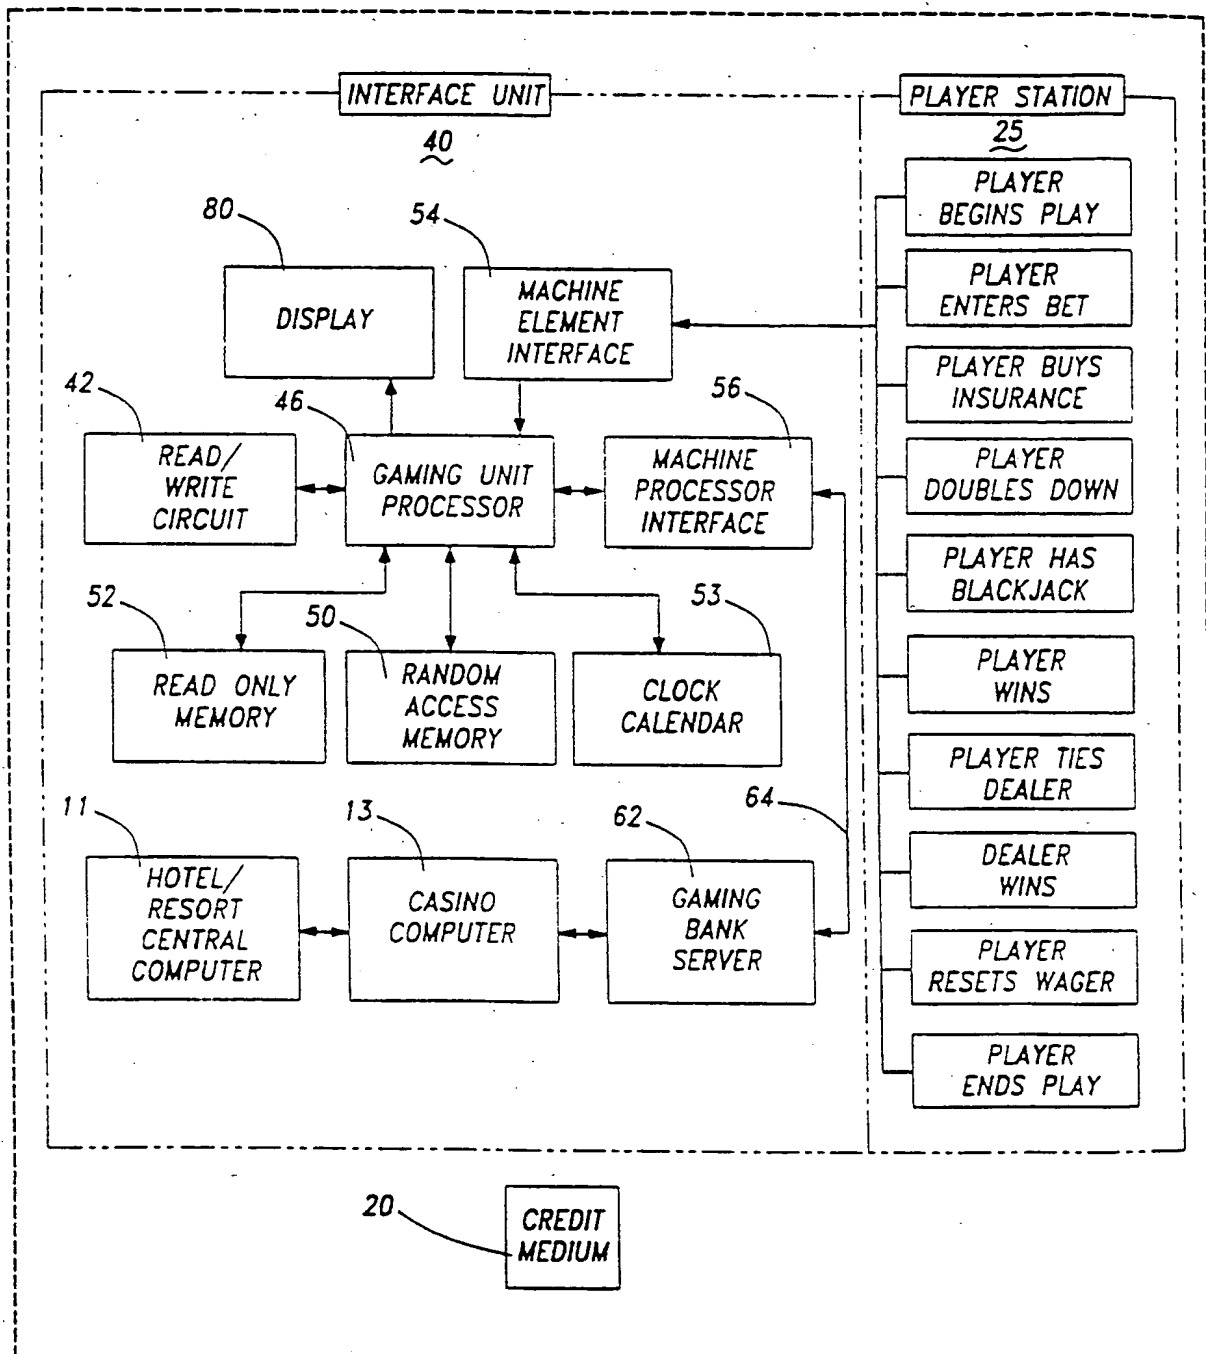 INTERFACE UNIT
40
PLAYER STATION
25
PLAYER
BEGINS PLAY
PLAYER
ENTERS BET
PLAYER BUYS
INSURANCE
PLAYER
DOUBLES DOWN
PLAYER HAS
BLACKJACK
PLAYER
WINS
PLAYER TIES
DEALER
DEALER
WINS
PLAYER
RESETS WAGER
PLAYER
ENDS PLAY
80
DISPLAY
54
MACHINE
ELEMENT
INTERFACE
42
READ/
WRITE
CIRCUIT
46
GAMING UNIT
PROCESSOR
56
MACHINE
PROCESSOR
INTERFACE
52
READ ONLY
MEMORY
50
RANDOM
ACCESS
MEMORY
53
CLOCK
CALENDAR
64
11
HOTEL/
RESORT
CENTRAL
COMPUTER
13
CASINO
COMPUTER
62
GAMING
BANK
SERVER
20
CREDIT
MEDIUM